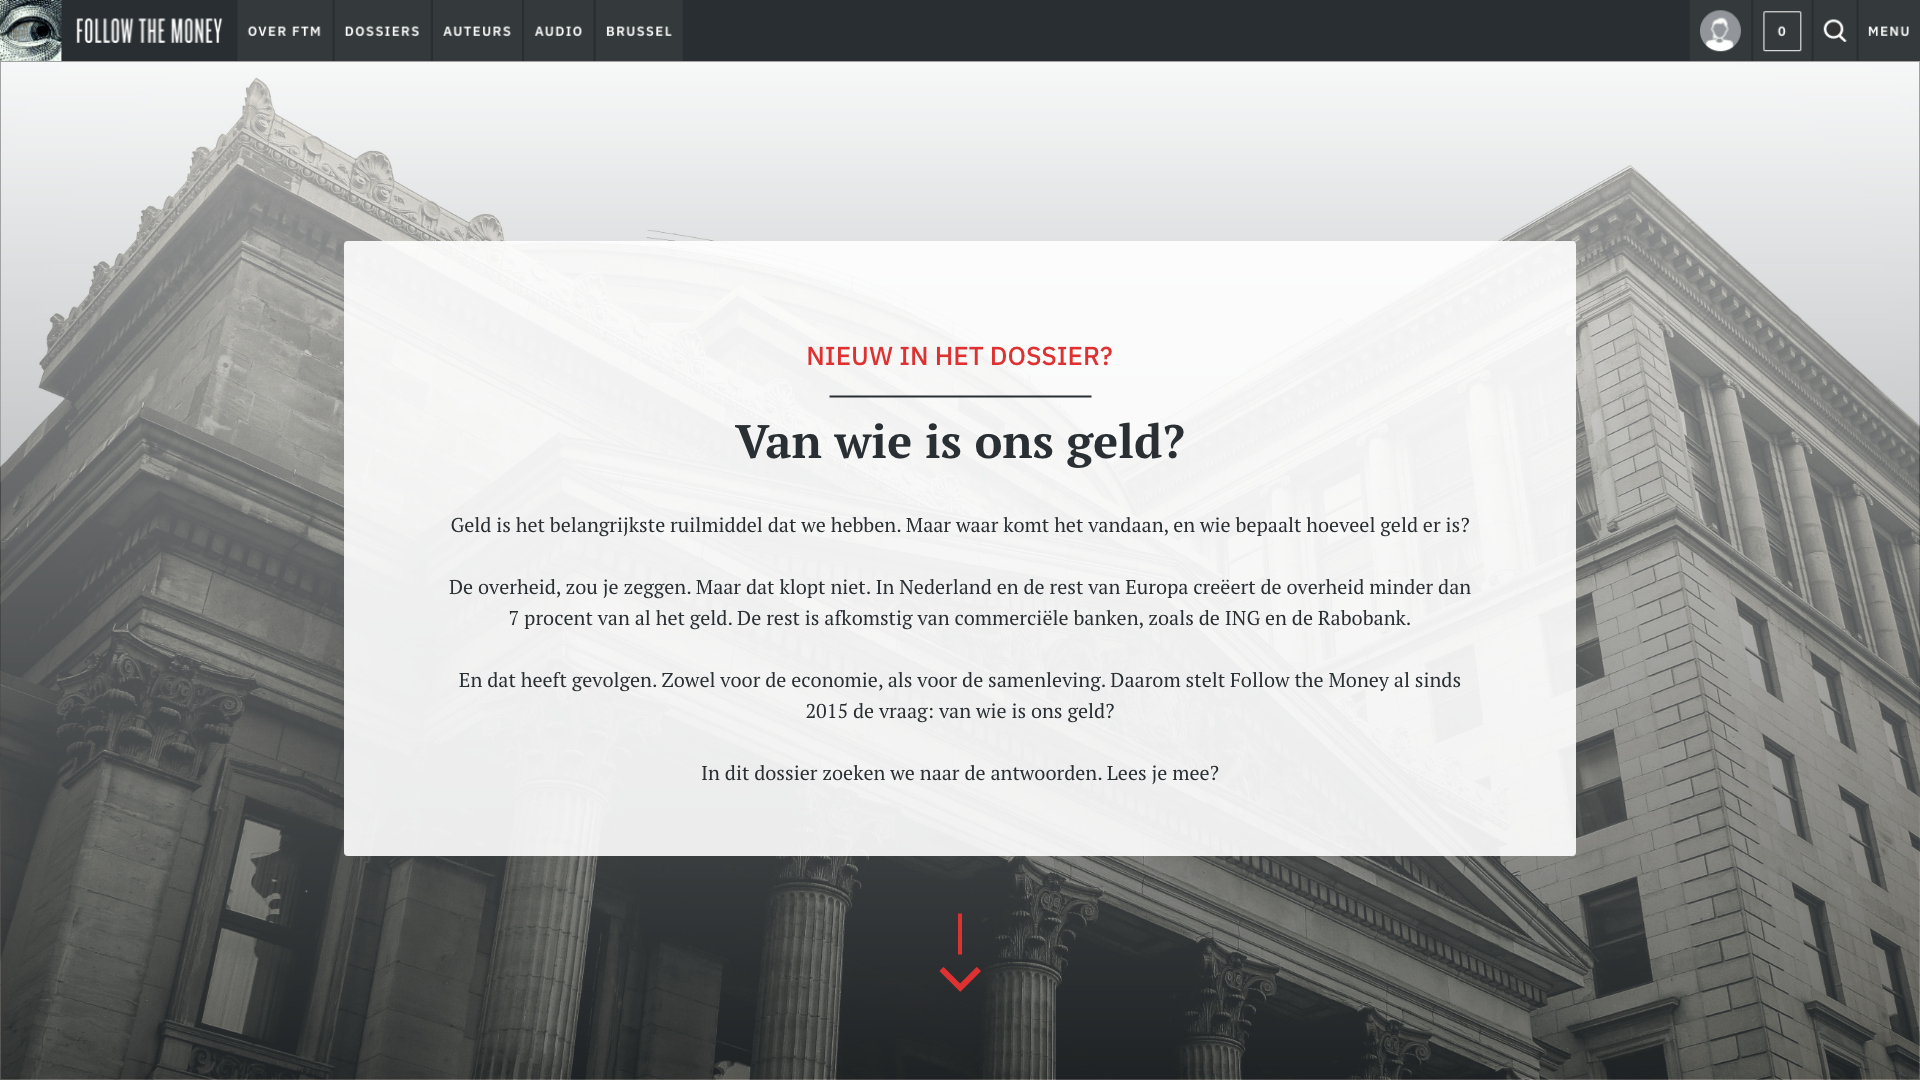 FOLLOW THE MONEY
OVER FTM
DOSSIERS
AUTEURS
AUDIO
BRUSSEL
0
MENU
NIEUW IN HET DOSSIER?
Van wie is ons geld?
Geld is het belangrijkste ruilmiddel dat we hebben. Maar waar komt het vandaan, en wie bepaalt hoeveel geld er is?
De overheid, zou je zeggen. Maar dat klopt niet. In Nederland en de rest van Europa creëert de overheid minder dan
7 procent van al het geld. De rest is afkomstig van commerciële banken, zoals de ING en de Rabobank.
En dat heeft gevolgen. Zowel voor de economie, als voor de samenleving. Daarom stelt Follow the Money al sinds
2015 de vraag: van wie is ons geld?
In dit dossier zoeken we naar de antwoorden. Lees je mee?